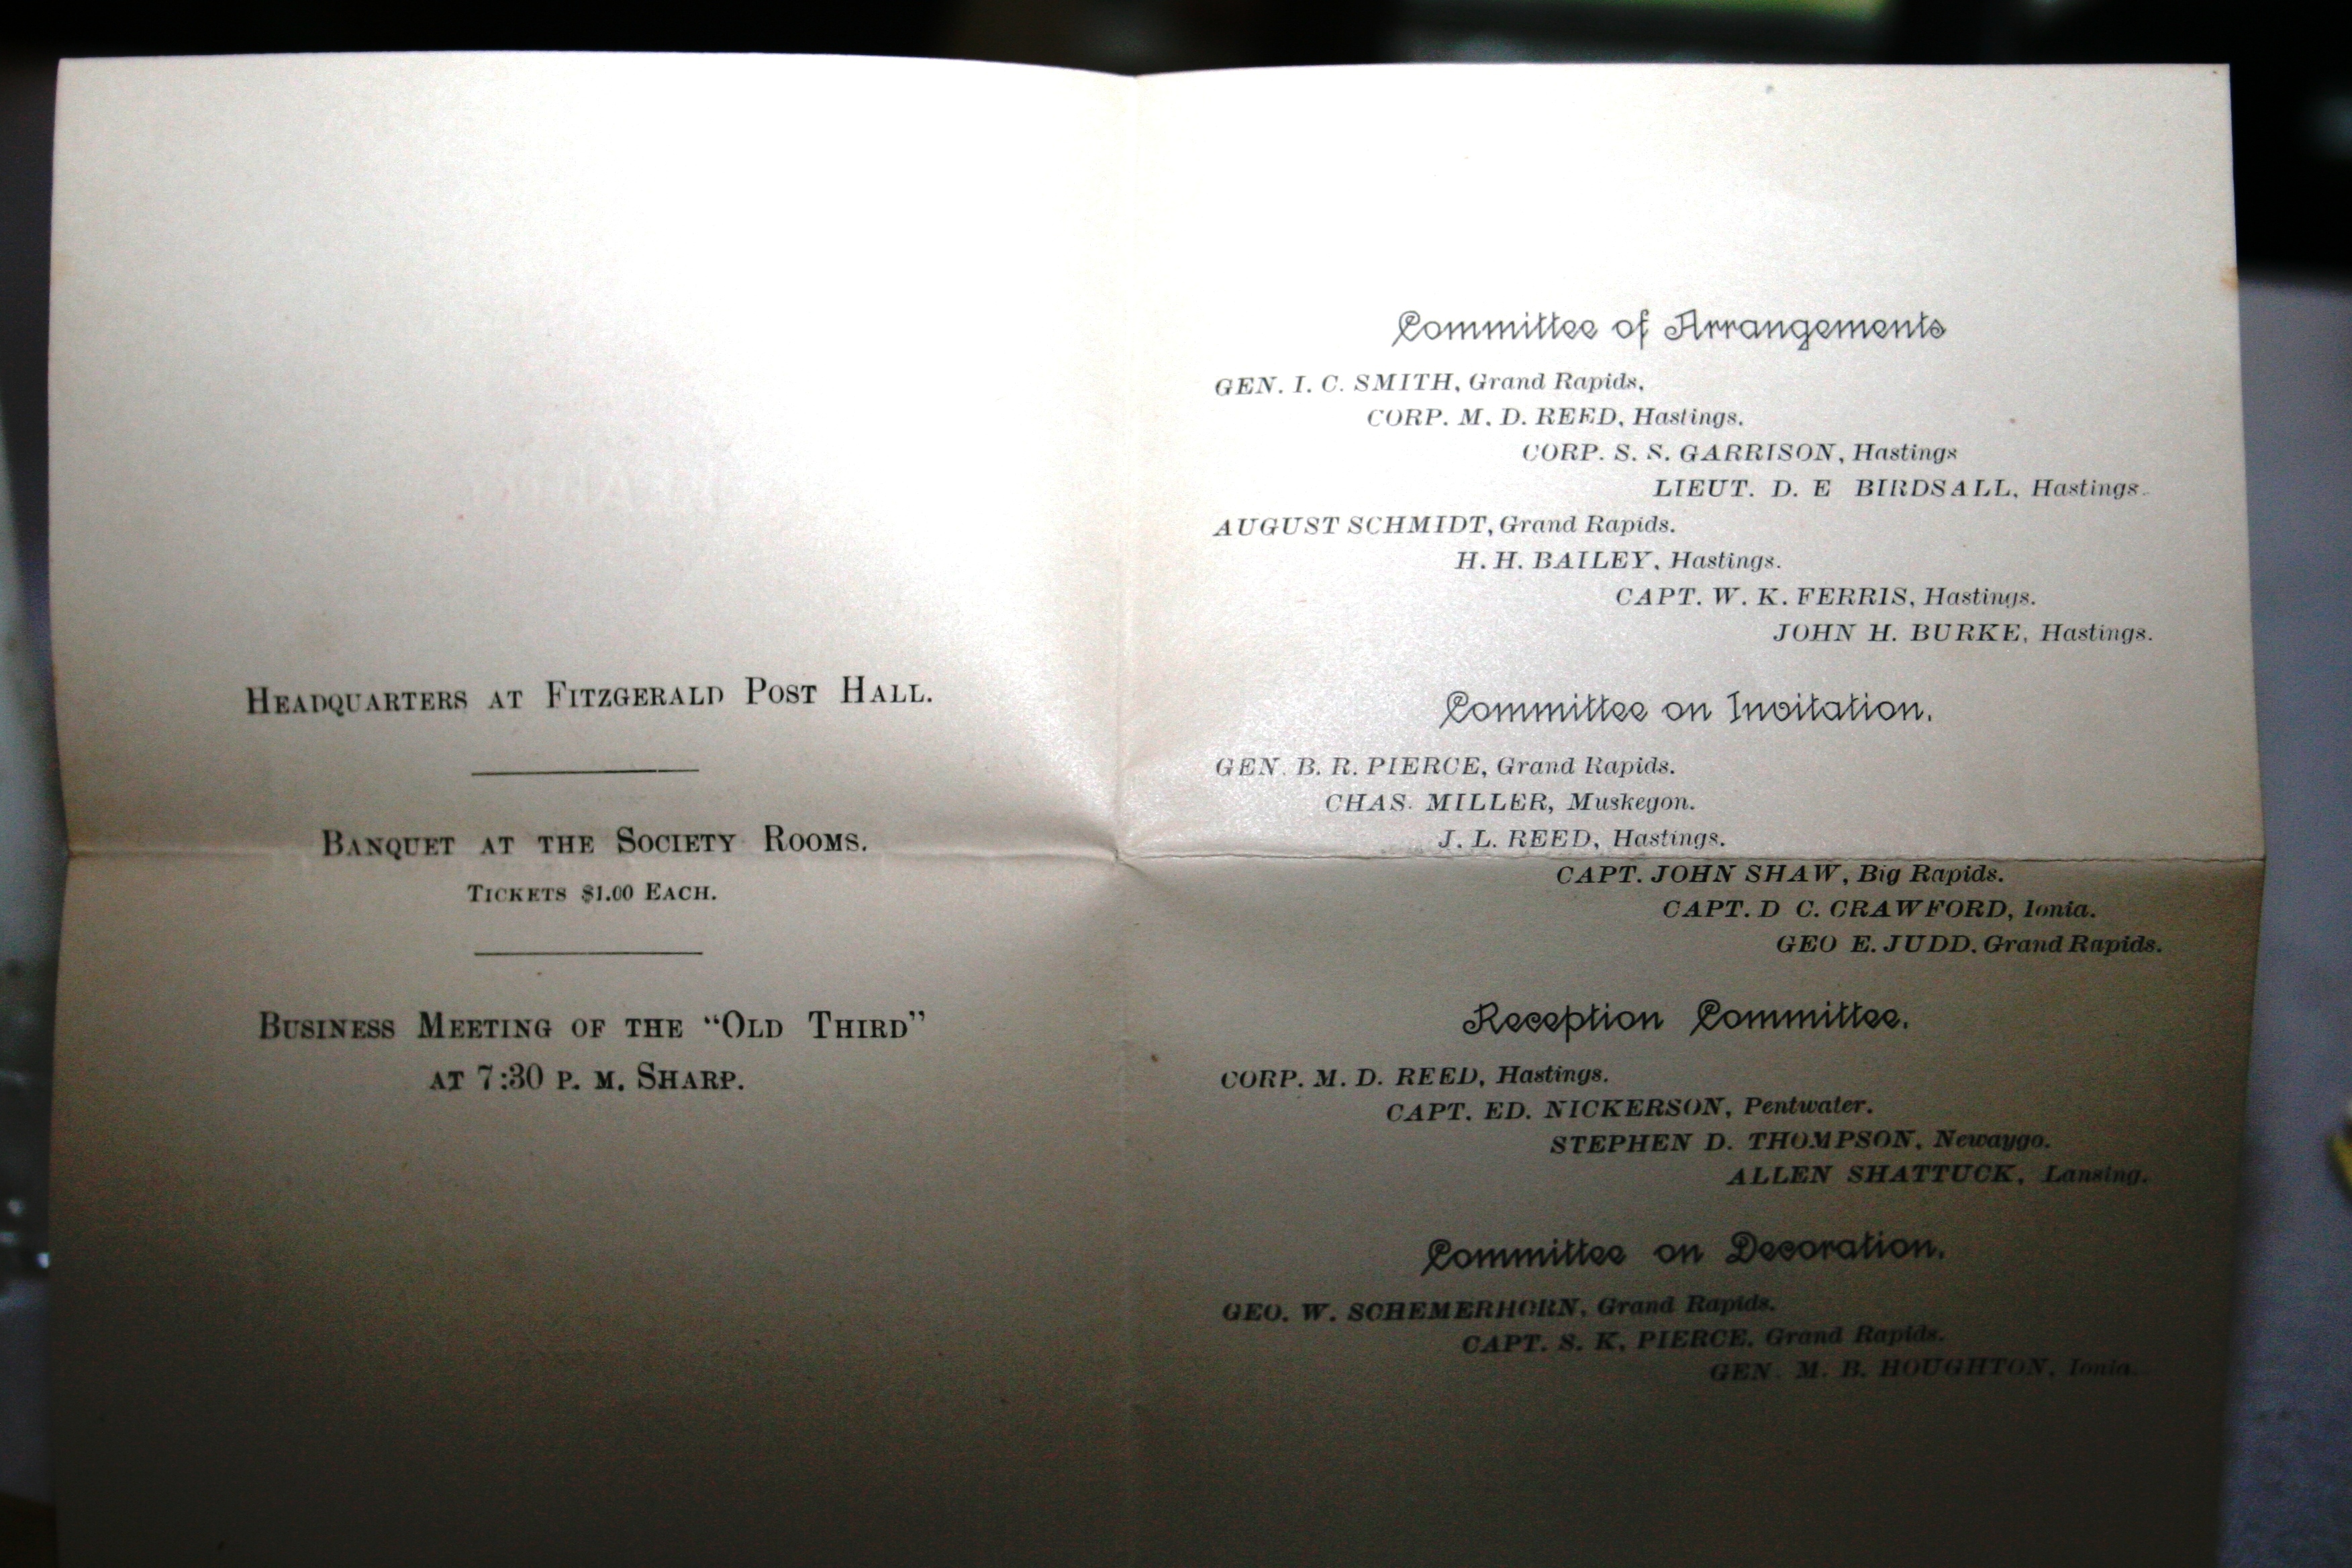 Headquarters at Fitzgerald Post Hall.
Banquet at the Society Rooms.
Tickets $1.00 Each.
Business Meeting of the “Old Third”
at 7:30 p. m. Sharp.
Committee of Arrangements
GEN. I. C. SMITH, Grand Rapids,
CORP. M. D. REED, Hastings.
CORP. S. S. GARRISON, Hastings
LIEUT. D. E BIRDSALL, Hastings.
AUGUST SCHMIDT, Grand Rapids.
H. H. BAILEY, Hastings.
CAPT. W. K. FERRIS, Hastings.
JOHN H. BURKE, Hastings.
Committee on Invitation.
GEN. B. R. PIERCE, Grand Rapids.
CHAS. MILLER, Muskegon.
J. L. REED, Hastings.
CAPT. JOHN SHAW, Big Rapids.
CAPT. D C. CRAWFORD, Ionia.
GEO E. JUDD. Grand Rapids.
Reception Committee.
CORP. M. D. REED, Hastings.
CAPT. ED. NICKERSON, Pentwater.
STEPHEN D. THOMPSON, Newaygo.
ALLEN SHATTUCK, Lansing.
Committee on Decoration.
GEO. W. SCHEMERHORN, Grand Rapids.
CAPT. S. K. PIERCE, Grand Rapids.
GEN. M. B. HOUGHTON, Ionia.